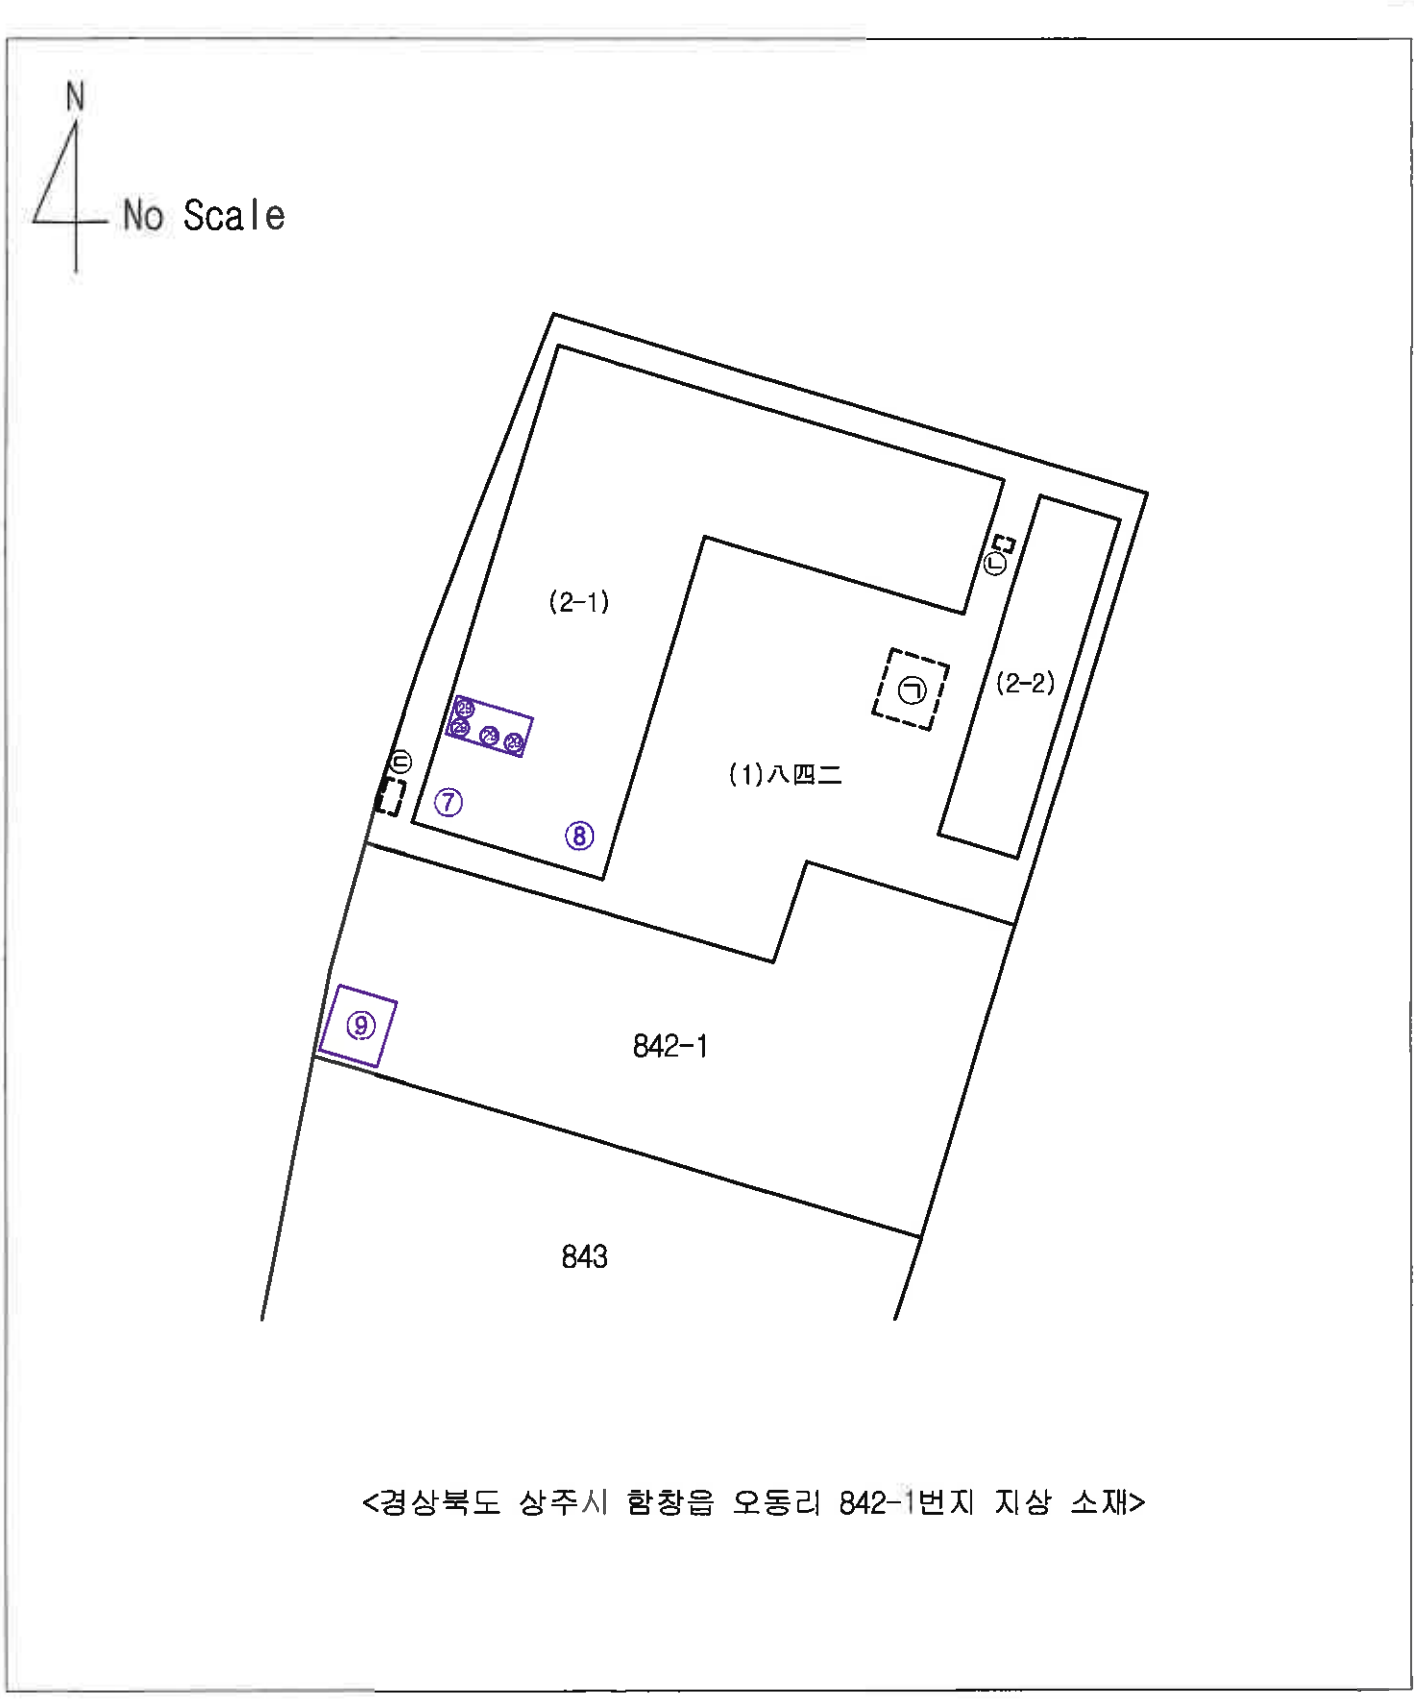 N
No Scale
㉡
(2-1)
(2-2)
㉠
㉢
(1)八四二
⑦
⑧
⑨
842-1
843
<경상북도 상주시 함창읍 오동리 842-1번지 지상 소재>